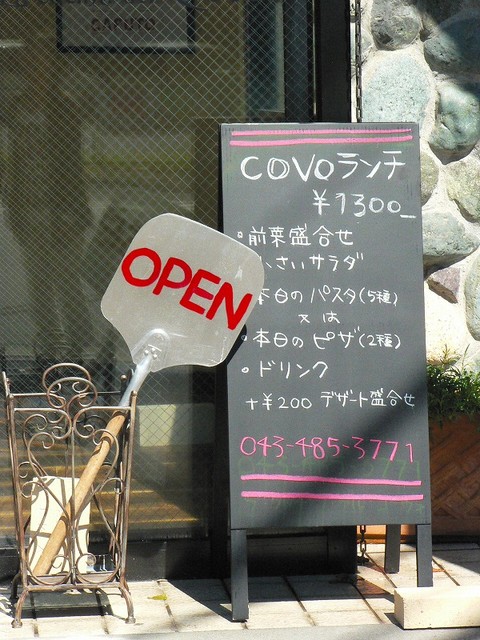 COVOランチ
¥1300_
・前菜盛合せ
小さいサラダ
本日のパスタ(5種)
又は
・本日のピザ(2種)
・ドリンク
+¥200 デザート盛合せ
043-485-3771
OPEN